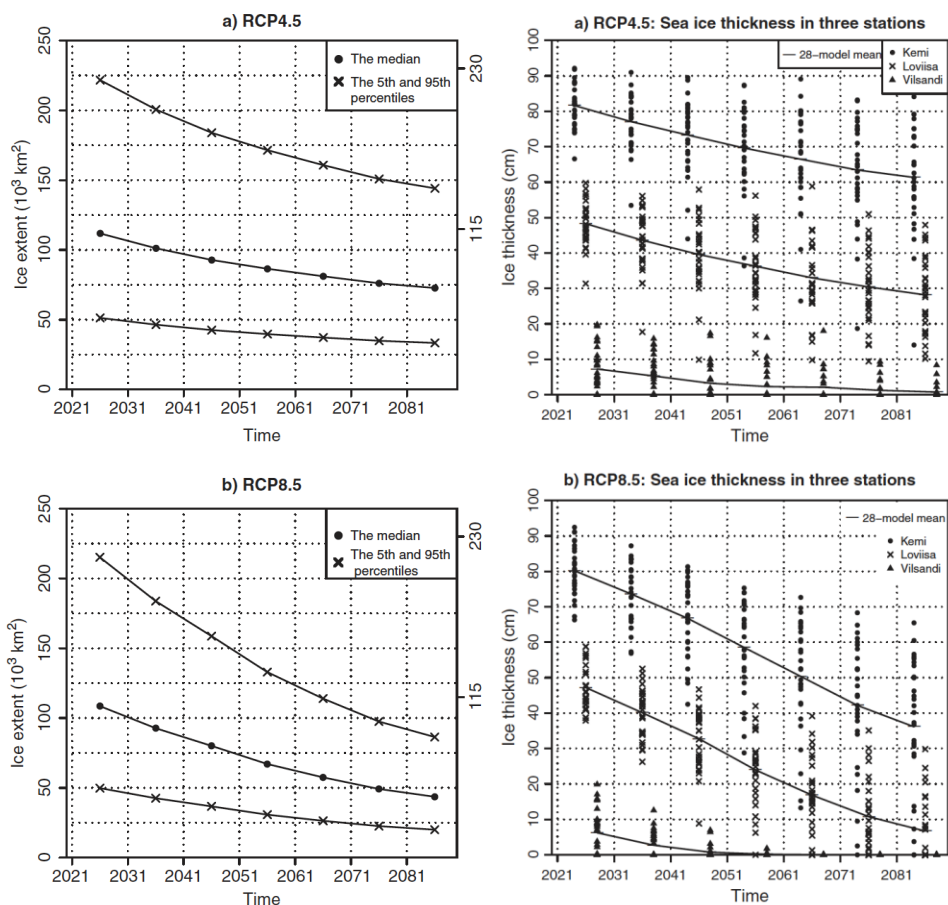 a) RCP4.5
Ice extent (10³ km²)
0
50
100
150
200
250
115
230
The median
The 5th and 95th
percentiles
2021
2031
2041
2051
2061
2071
2081
Time
a) RCP4.5: Sea ice thickness in three stations
Ice thickness (cm)
0
10
20
30
40
50
60
70
80
90
100
28−model mean
Kemi
Loviisa
Vilsandi
2021
2031
2041
2051
2061
2071
2081
Time
b) RCP8.5
Ice extent (10³ km²)
0
50
100
150
200
250
115
230
The median
The 5th and 95th
percentiles
2021
2031
2041
2051
2061
2071
2081
Time
b) RCP8.5: Sea ice thickness in three stations
Ice thickness (cm)
0
10
20
30
40
50
60
70
80
90
100
28−model mean
Kemi
Loviisa
Vilsandi
2021
2031
2041
2051
2061
2071
2081
Time